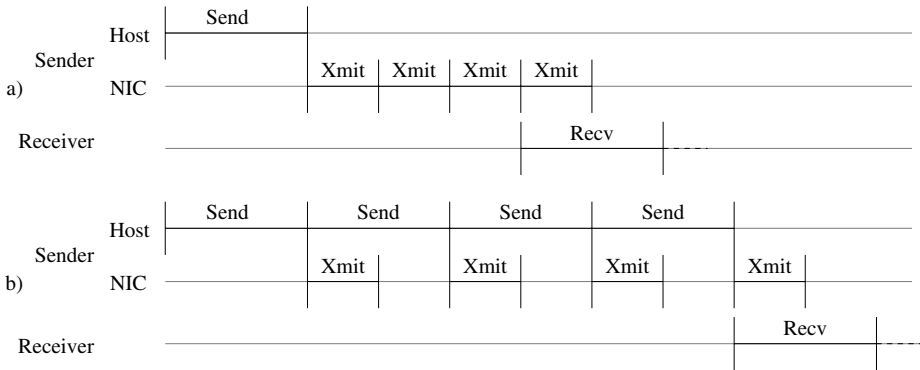 Send
Host
Sender
Xmit Xmit Xmit Xmit
a)
NIC
Recv
Receiver
Send Send Send Send
Host
Sender
Xmit Xmit Xmit Xmit
b)
NIC
Recv
Receiver